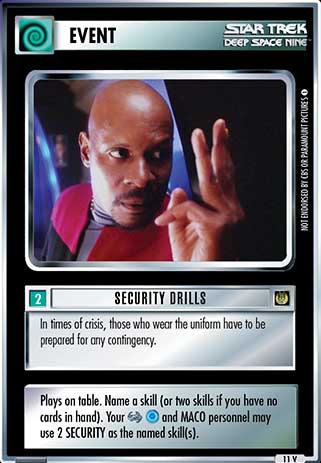 EVENT
STAR TREK
DEEP SPACE NINE
NOT ENDORSED BY CBS OR PARAMOUNT PICTURES
2 SECURITY DRILLS
In times of crisis, those who wear the uniform have to be
prepared for any contingency.
Plays on table. Name a skill (or two skills if you have no
cards in hand). Your and MACO personnel may
use 2 SECURITY as the named skill(s).
11 V